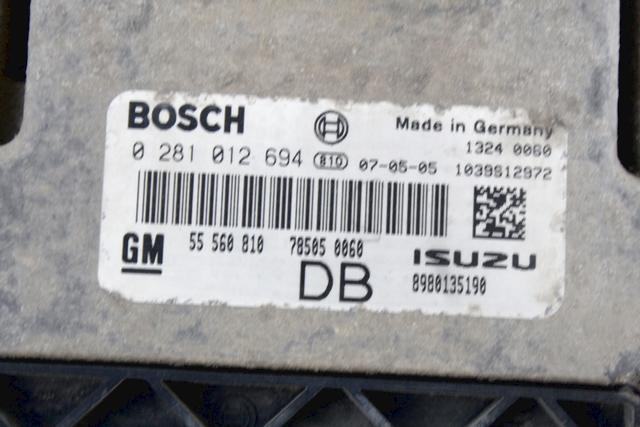 BOSCH
Made in Germany
1324 0060
0 281 012 694 810 07-05-05 1039S12972
GM 55 560 810 78505 0060 ISUZU
DB 8980135190